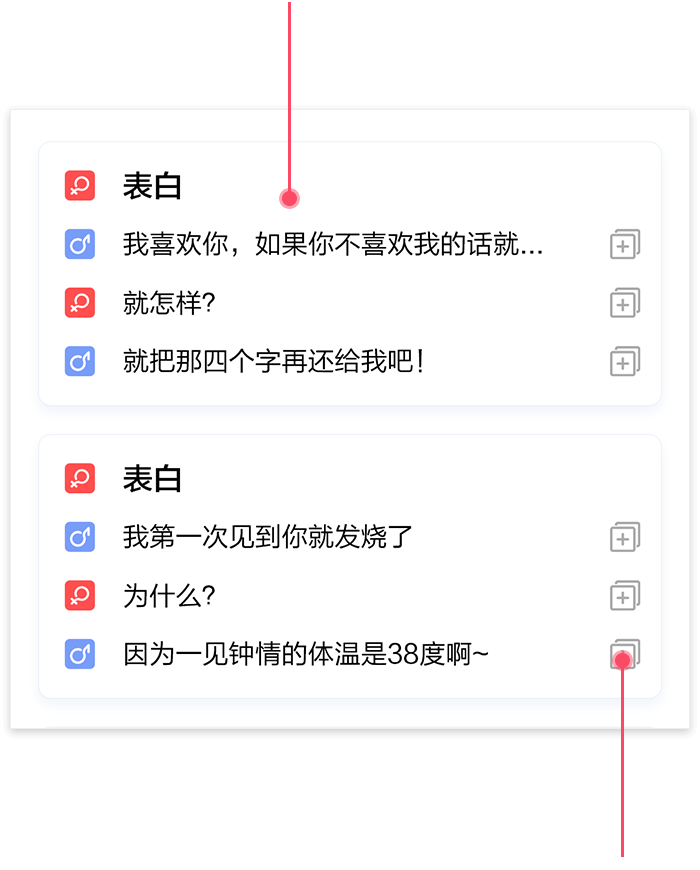 表白
我喜欢你，如果你不喜欢我的话就...
就怎样?
就把那四个字再还给我吧！
表白
我第一次见到你就发烧了
为什么?
因为一见钟情的体温是38度啊~